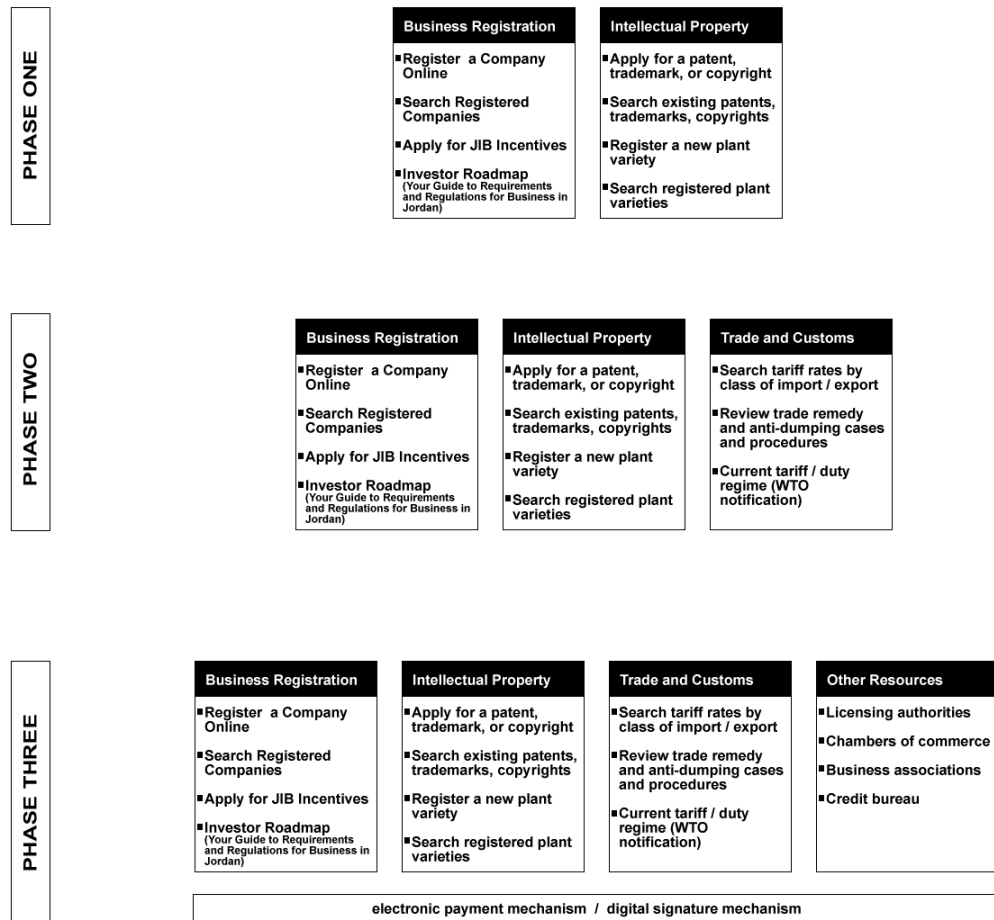 PHASE ONE
Business Registration
▪Register a Company
Online
▪Search Registered
Companies
▪Apply for JIB Incentives
▪Investor Roadmap
(Your Guide to Requirements
and Regulations for Business in
Jordan)
Intellectual Property
▪Apply for a patent,
trademark, or copyright
▪Search existing patents,
trademarks, copyrights
▪Register a new plant
variety
▪Search registered plant
varieties
PHASE TWO
Business Registration
▪Register a Company
Online
▪Search Registered
Companies
▪Apply for JIB Incentives
▪Investor Roadmap
(Your Guide to Requirements
and Regulations for Business in
Jordan)
Intellectual Property
▪Apply for a patent,
trademark, or copyright
▪Search existing patents,
trademarks, copyrights
▪Register a new plant
variety
▪Search registered plant
varieties
Trade and Customs
▪Search tariff rates by
class of import / export
▪Review trade remedy
and anti-dumping cases
and procedures
▪Current tariff / duty
regime (WTO
notification)
PHASE THREE
Business Registration
▪Register a Company
Online
▪Search Registered
Companies
▪Apply for JIB Incentives
▪Investor Roadmap
(Your Guide to Requirements
and Regulations for Business in
Jordan)
Intellectual Property
▪Apply for a patent,
trademark, or copyright
▪Search existing patents,
trademarks, copyrights
▪Register a new plant
variety
▪Search registered plant
varieties
Trade and Customs
▪Search tariff rates by
class of import / export
▪Review trade remedy
and anti-dumping cases
and procedures
▪Current tariff / duty
regime (WTO
notification)
Other Resources
▪Licensing authorities
▪Chambers of commerce
▪Business associations
▪Credit bureau
electronic payment mechanism / digital signature mechanism